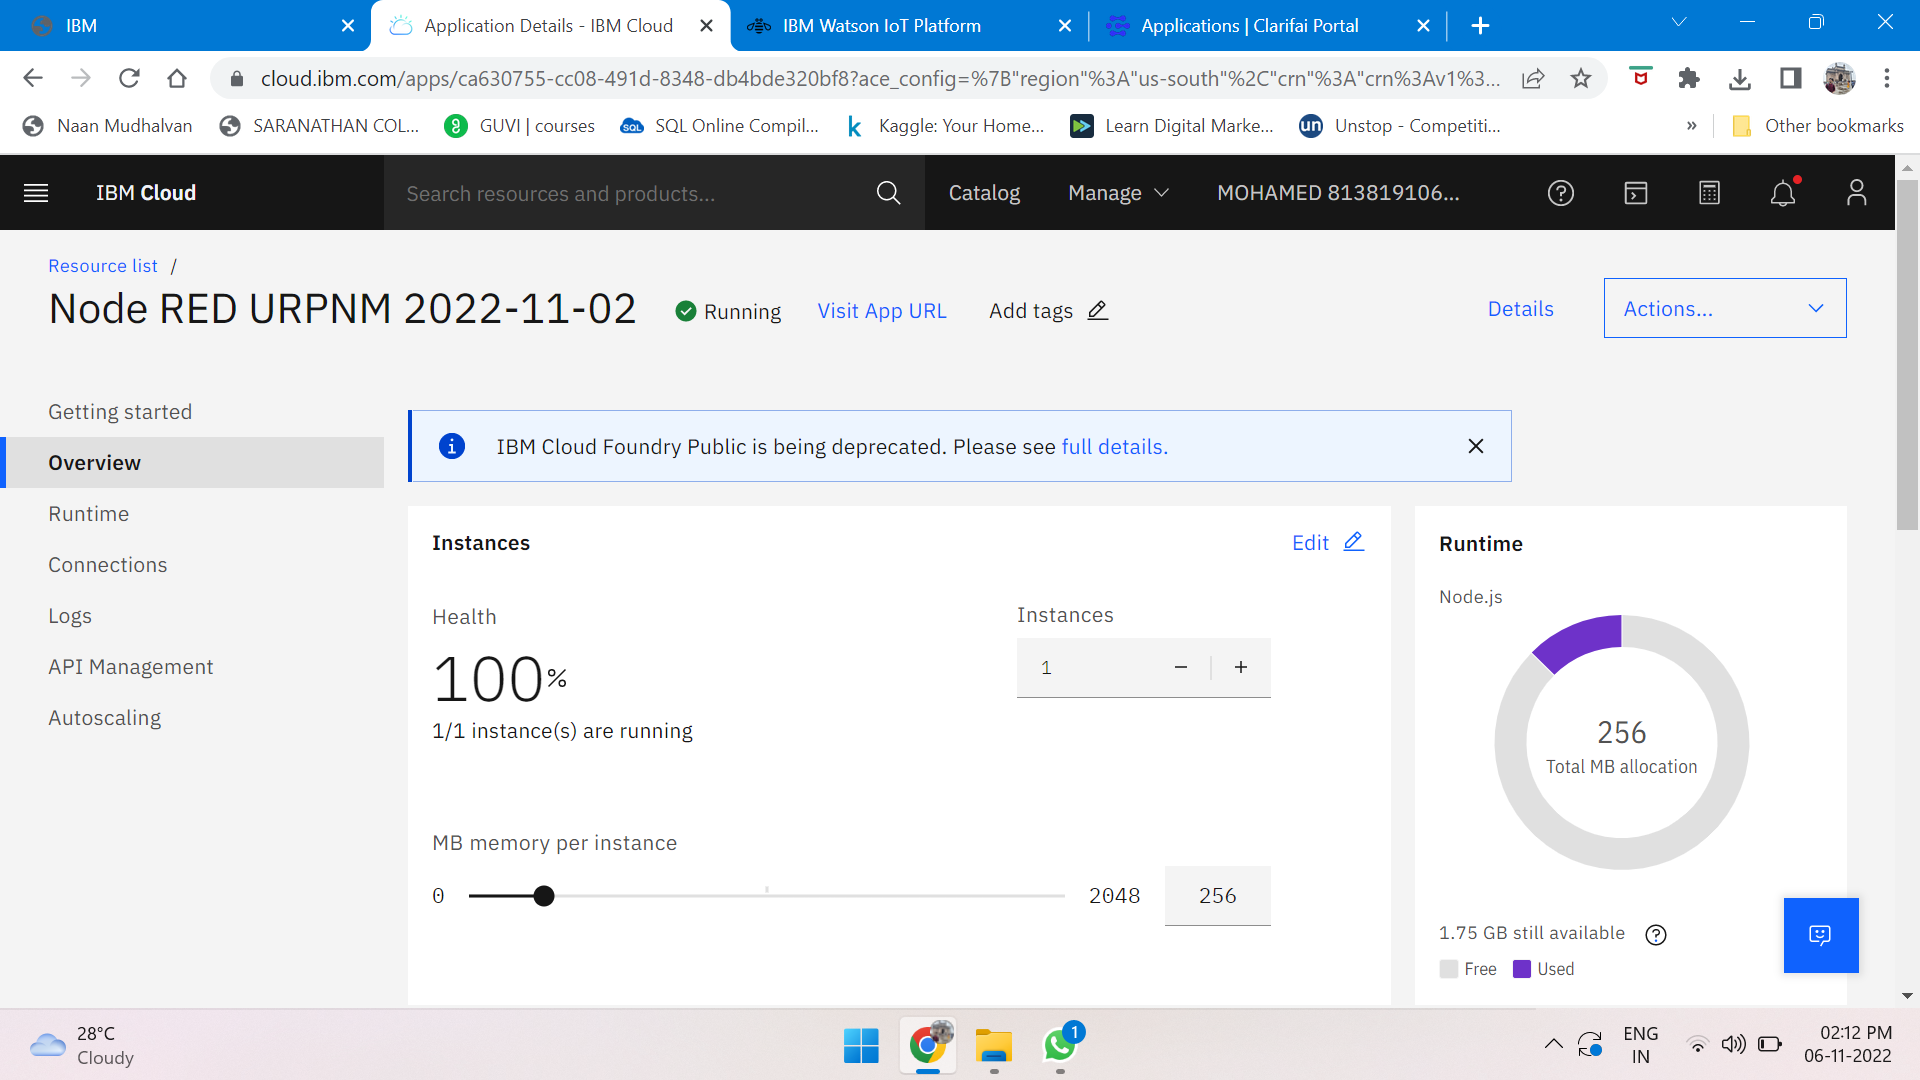 IBM
Application Details - IBM Cloud
IBM Watson IoT Platform
Applications | Clarifai Portal
cloud.ibm.com/apps/ca630755-cc08-491d-8348-db4bde320bf8?ace_config=%7B"region"%3A"us-south"%2C"crn"%3A"crn%3Av1%3...
Naan Mudhalvan
SARANATHAN COL...
GUVI | courses
SQL Online Compil...
Kaggle: Your Home...
Learn Digital Marke...
Unstop - Competiti...
»
Other bookmarks
IBM Cloud
Search resources and products...
Catalog
Manage
MOHAMED 813819106...
Resource list /
Node RED URPNM 2022-11-02
Running
Visit App URL
Add tags
Details
Actions...
Getting started
Overview
Runtime
Connections
Logs
API Management
Autoscaling
IBM Cloud Foundry Public is being deprecated. Please see full details.
Instances
Edit
Health
100%
1/1 instance(s) are running
Instances
1
MB memory per instance
0
2048
256
Runtime
Node.js
256
Total MB allocation
1.75 GB still available
Free
Used
28°C
Cloudy
1
ENG
IN
02:12 PM
06-11-2022